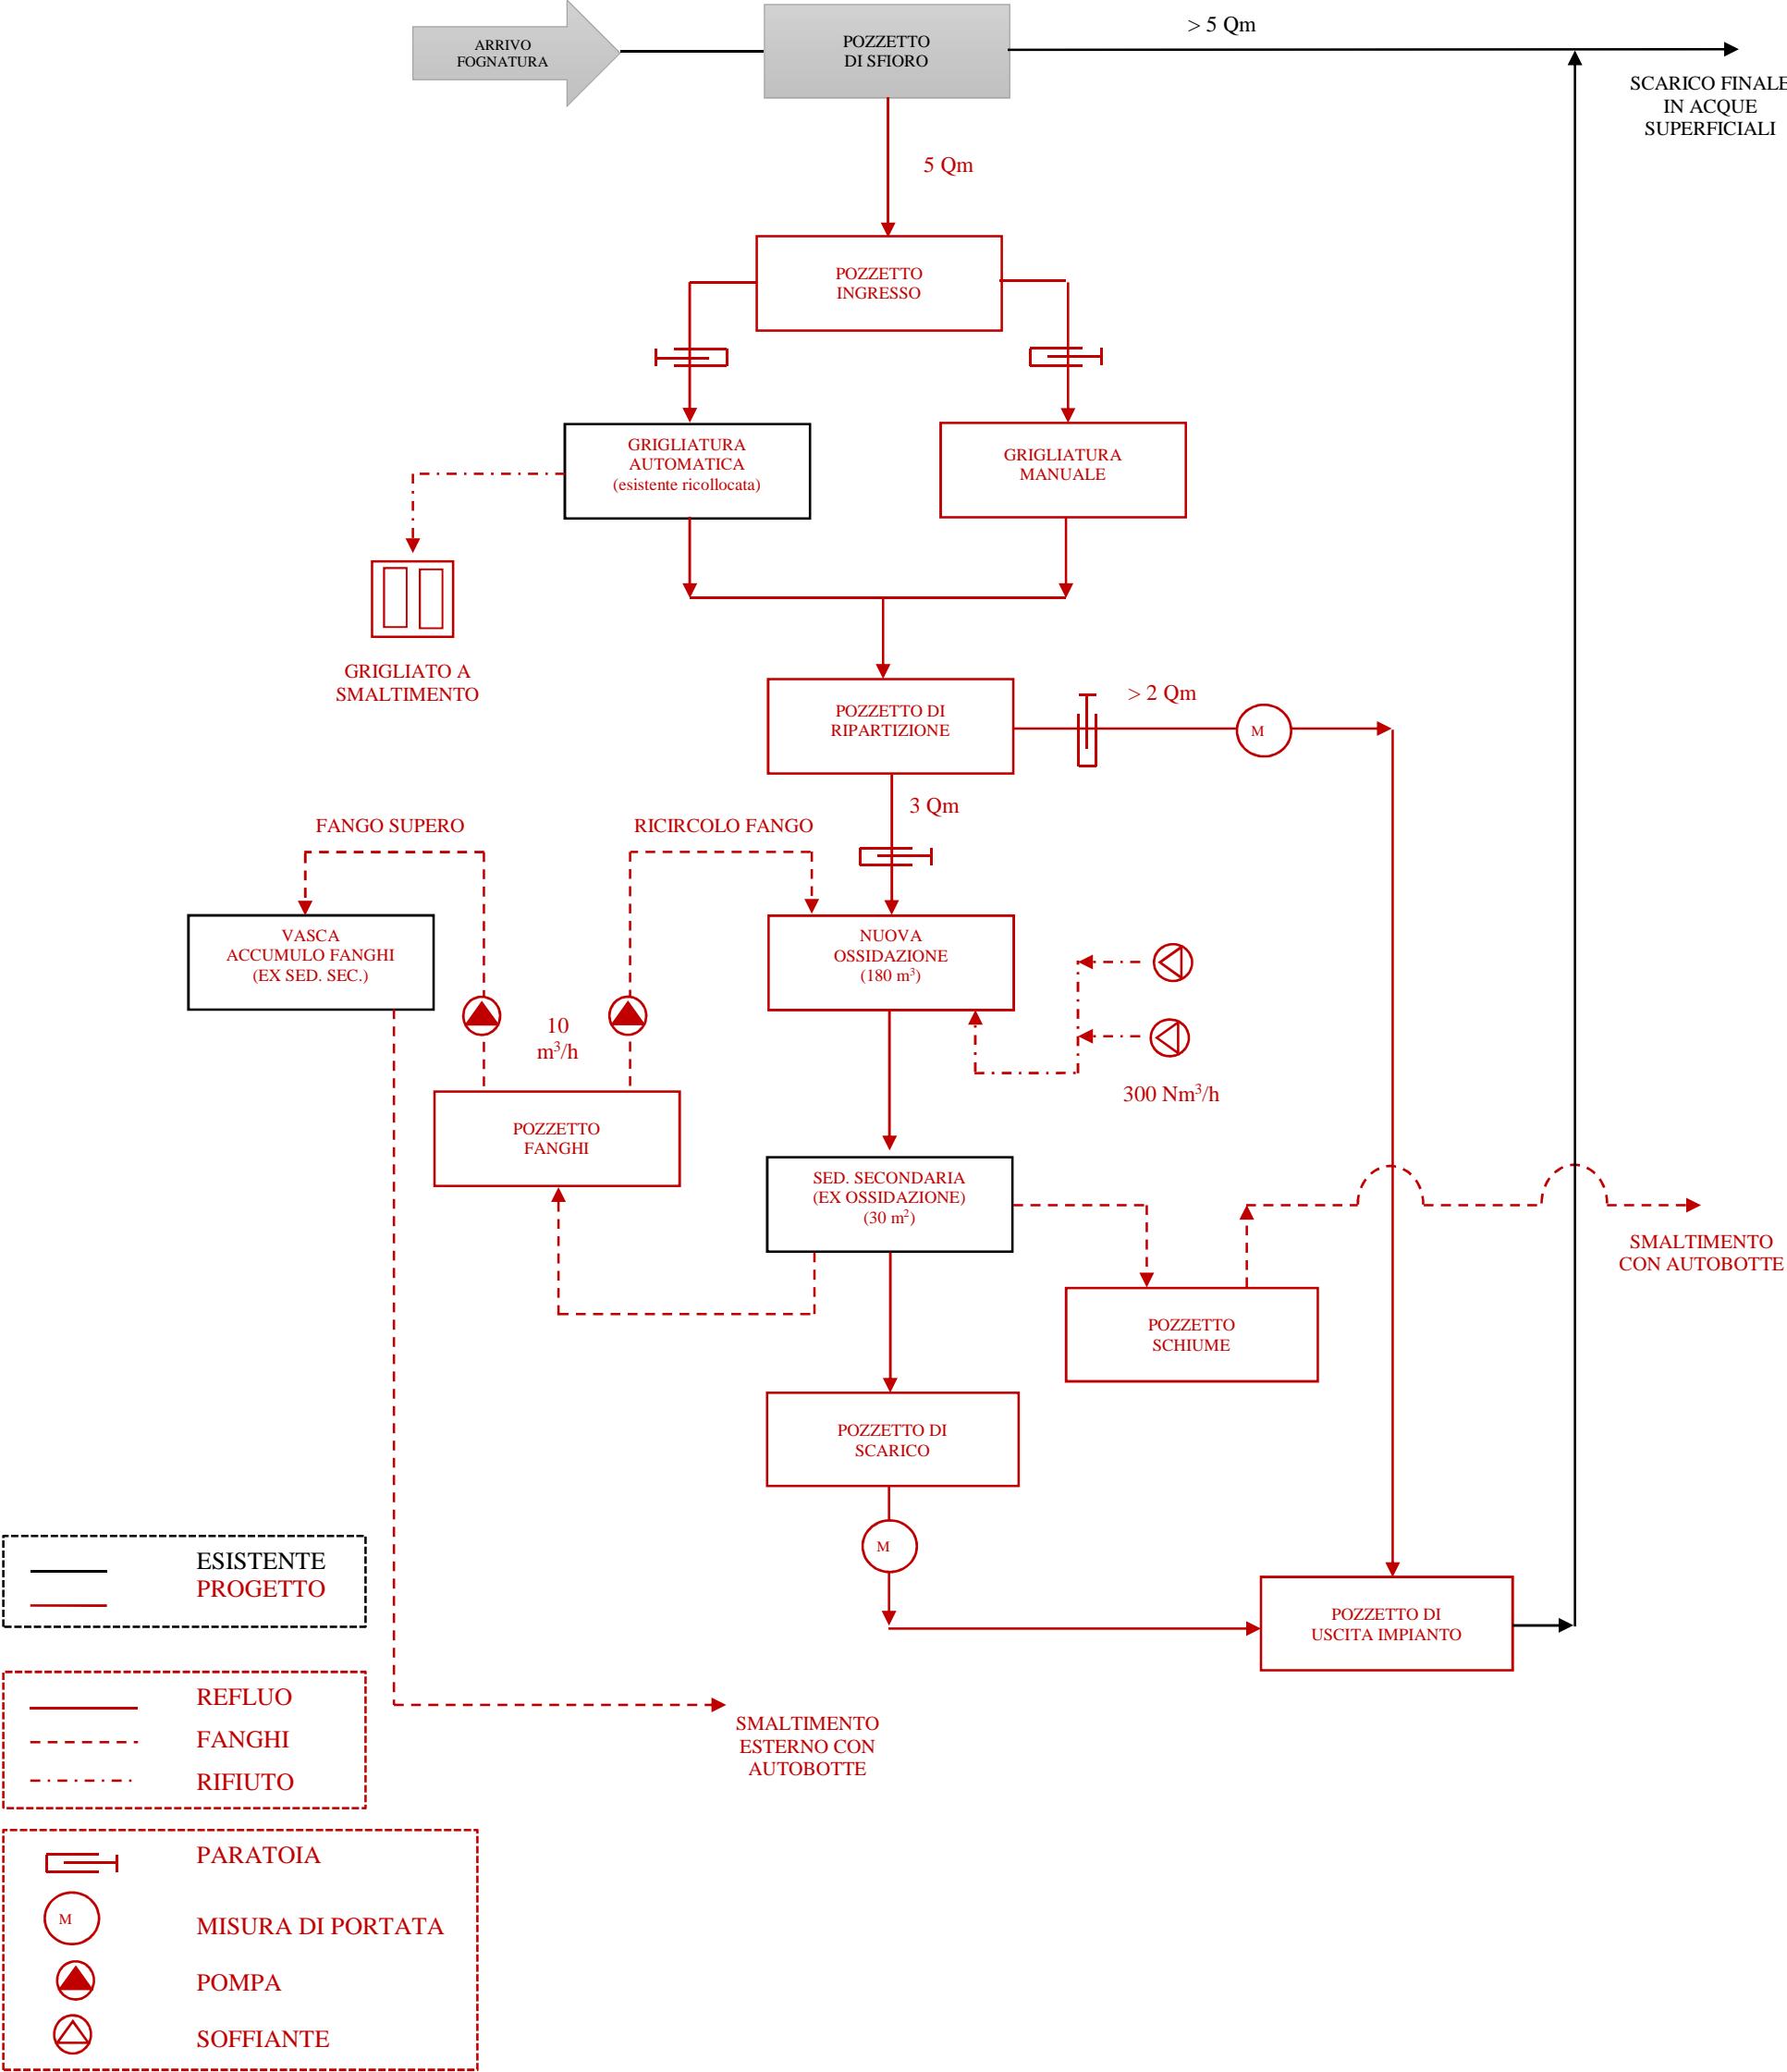 ARRIVO
FOGNATURA
POZZETTO
DI SFIORO
> 5 Qm
SCARICO FINALE
IN ACQUE
SUPERFICIALI
5 Qm
POZZETTO
INGRESSO
GRIGLIATURA
AUTOMATICA
(esistente ricollocata)
GRIGLIATURA
MANUALE
GRIGLIATO A
SMALTIMENTO
POZZETTO DI
RIPARTIZIONE
> 2 Qm
M
3 Qm
FANGO SUPERO
RICIRCOLO FANGO
VASCA
ACCUMULO FANGHI
(EX SED. SEC.)
NUOVA
OSSIDAZIONE
(180 m³)
10
m³/h
300 Nm³/h
POZZETTO
FANGHI
SED. SECONDARIA
(EX OSSIDAZIONE)
(30 m²)
SMALTIMENTO
CON AUTOBOTTE
POZZETTO
SCHIUME
POZZETTO DI
SCARICO
M
POZZETTO DI
USCITA IMPIANTO
ESISTENTE
PROGETTO
REFLUO
FANGHI
RIFIUTO
SMALTIMENTO
ESTERNO CON
AUTOBOTTE
PARATOIA
M
MISURA DI PORTATA
POMPA
SOFFIANTE